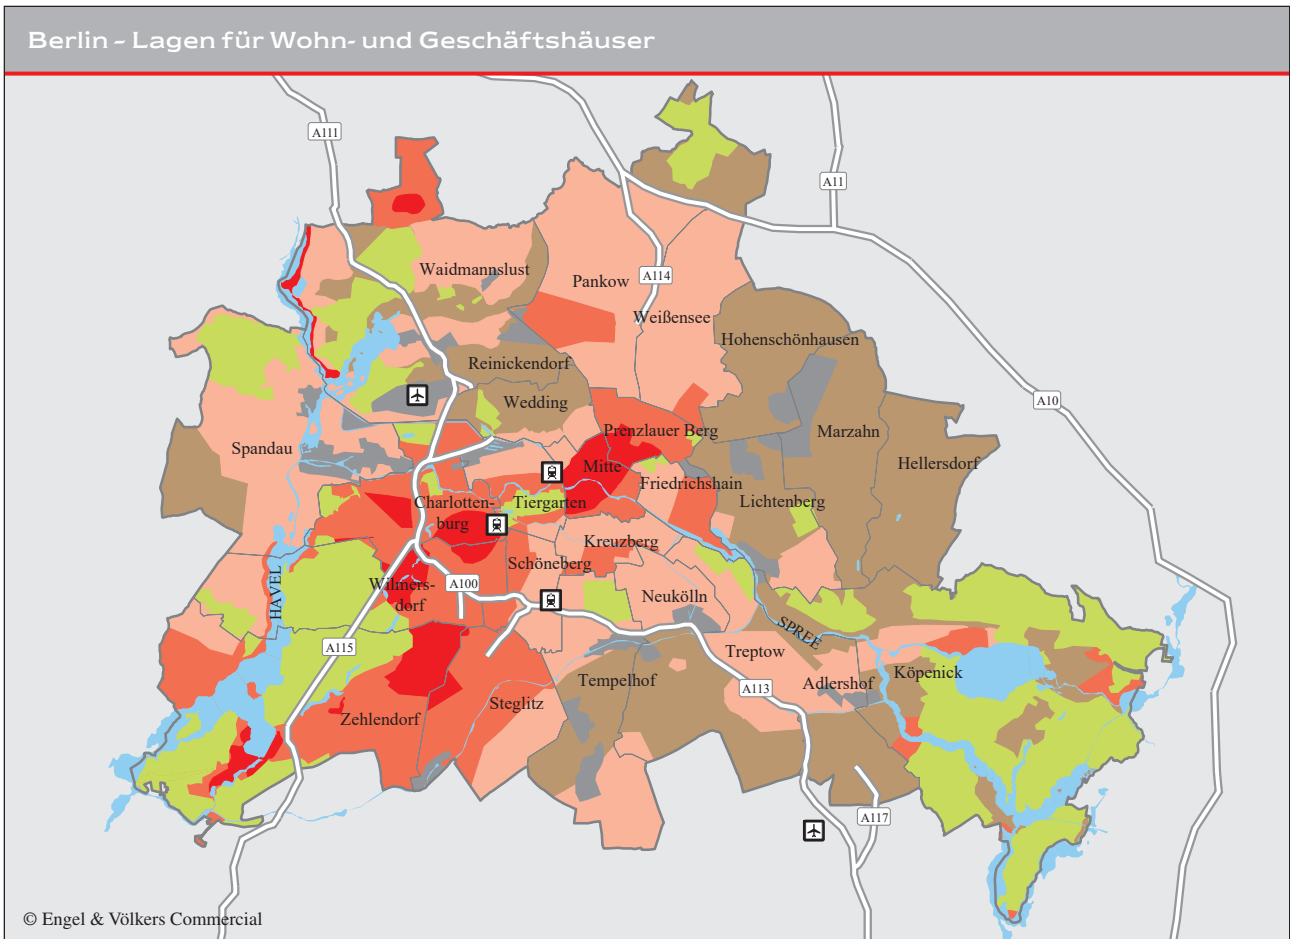 Berlin - Lagen für Wohn- und Geschäftshäuser
A111
A11
Waidmannslust
Pankow
A114
Weißensee
Hohenschönhausen
Reinickendorf
Wedding
A10
Prenzlauer Berg
Marzahn
Spandau
Mitte
Hellersdorf
Friedrichshain
Charlotten-
burg
Tiergarten
Lichtenberg
Kreuzberg
Schöneberg
HAVEL
Wilmers-
dorf
A100
Neukölln
SPREE
A115
Treptow
Köpenick
Tempelhof
A113
Adlershof
Steglitz
Zehlendorf
A117
© Engel & Völkers Commercial